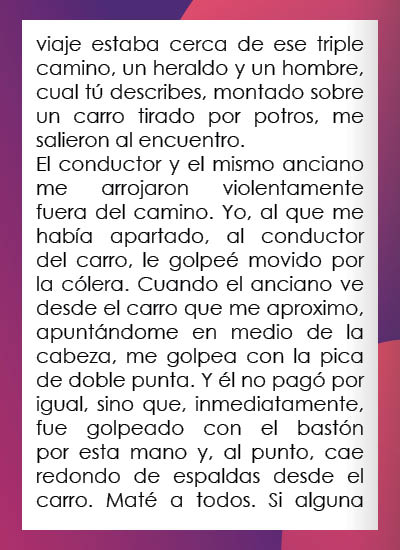 viaje estaba cerca de ese triple
camino, un heraldo y un hombre,
cual tú describes, montado sobre
un carro tirado por potros, me
salieron al encuentro.
El conductor y el mismo anciano
me arrojaron violentamente
fuera del camino. Yo, al que me
había apartado, al conductor
del carro, le golpeé movido por
la cólera. Cuando el anciano ve
desde el carro que me aproximo,
apuntándome en medio de la
cabeza, me golpea con la pica
de doble punta. Y él no pagó por
igual, sino que, inmediatamente,
fue golpeado con el bastón
por esta mano y, al punto, cae
redondo de espaldas desde el
carro. Maté a todos. Si alguna